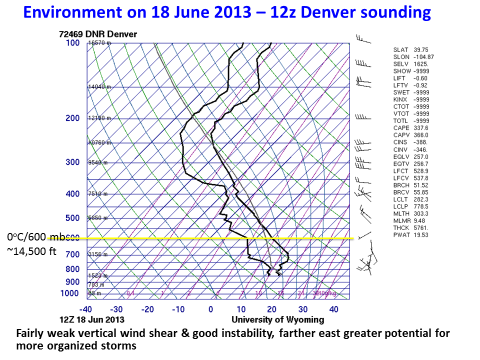 Environment on 18 June 2013 – 12z Denver sounding
72469 DNR Denver
100
16570 m
SLAT 39.75
SLON -104.87
SELV 1625.
SHOW -9999
LIFT -0.60
LFTV -0.92
SWET -9999
KINX -9999
CTOT -9999
VTOT -9999
TOTL -9999
CAPE 337.6
CAPV 366.0
CINS -388.
CINV -346.
EQLV 257.0
EQTV 256.7
LFCT 528.9
LFCV 537.8
BRCH 51.52
BRCV 55.85
LCLT 282.3
LCLP 778.5
MLTH 303.3
MLMR 9.48
THCK 5761.
PWAT 19.53
200
300
400
500
0°C/600 mb
~14,500 ft
700
800
900
1000
-40 -30 -20 -10 0 10 20 30 40
12Z 18 Jun 2013 University of Wyoming
Fairly weak vertical wind shear & good instability, farther east greater potential for
more organized storms